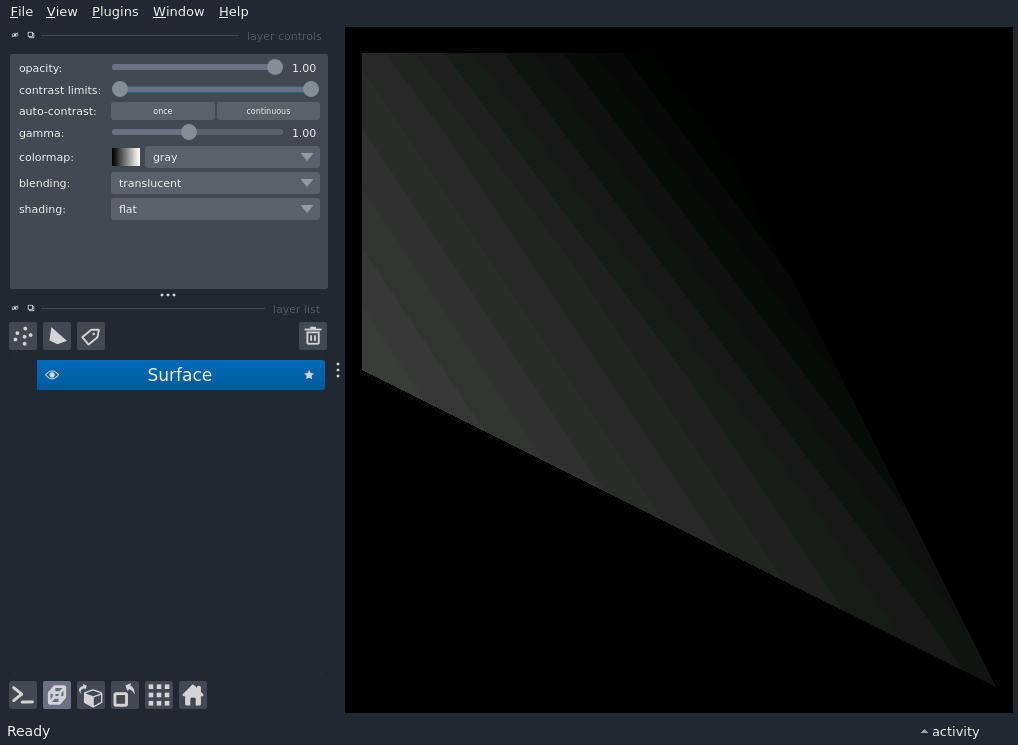 File View Plugins Window Help
layer controls
opacity: 1.00
contrast limits:
auto-contrast: once continuous
gamma: 1.00
colormap: gray
blending: translucent
shading: flat
layer list
Surface
Ready activity